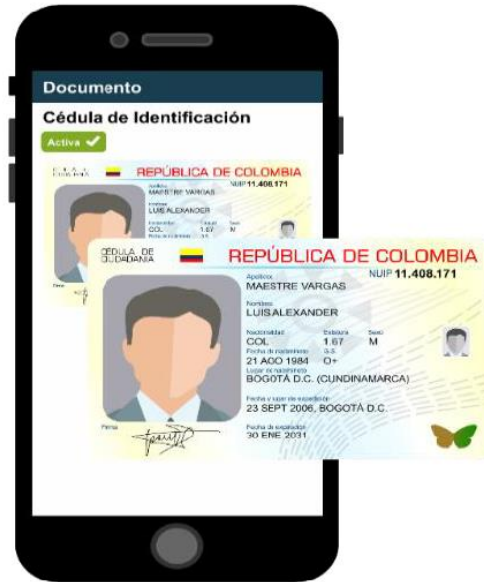 Documento
Cédula de Identificación
Activa
REPÚBLICA DE COLOMBIA
NUIP 11.408.171
Apellidos
MAESTRE VARGAS
LUIS ALEXANDER
COL 1.67 M
CÉDULA DE
CIUDADANÍA
REPÚBLICA DE COLOMBIA
NUIP 11.408.171
Apellidos
MAESTRE VARGAS
Nombres
LUIS ALEXANDER
Nacionalidad Estatura Sexo
COL 1.67 M
Fecha de nacimiento G.S.
21 AGO 1984 O+
Lugar de nacimiento
BOGOTÁ D.C. (CUNDINAMARCA)
Fecha y lugar de expedición
23 SEPT 2006, BOGOTÁ D.C.
Firma
Fecha de expiración
30 ENE 2031